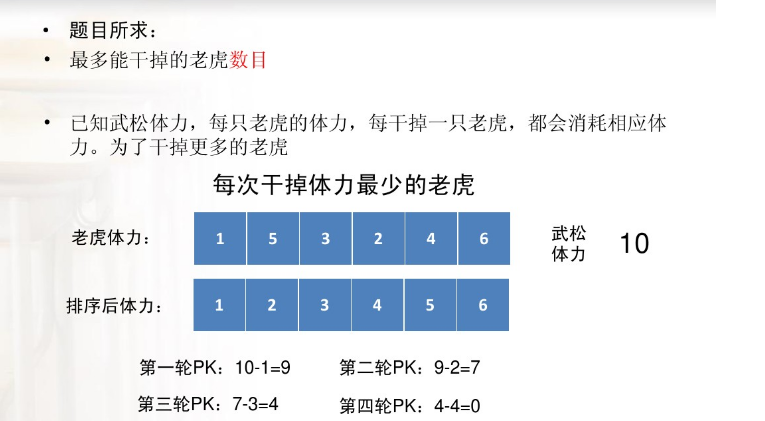 • 题目所求：
• 最多能干掉的老虎数目
• 已知武松体力，每只老虎的体力，每干掉一只老虎，都会消耗相应体
力。为了干掉更多的老虎
每次干掉体力最少的老虎
老虎体力： 1 5 3 2 4 6 武松体力 10
排序后体力： 1 2 3 4 5 6
第一轮PK：10-1=9 第二轮PK：9-2=7
第三轮PK：7-3=4 第四轮PK：4-4=0